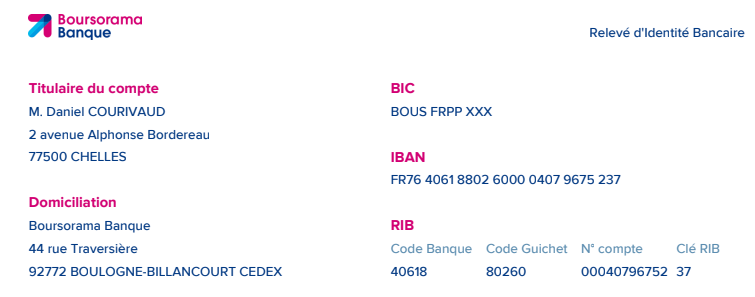 Boursorama
Banque
Relevé d'Identité Bancaire
Titulaire du compte
M. Daniel COURIVAUD
2 avenue Alphonse Bordereau
77500 CHELLES
Domiciliation
Boursorama Banque
44 rue Traversière
92772 BOULOGNE-BILLANCOURT CEDEX
BIC
BOUS FRPP XXX
IBAN
FR76 4061 8802 6000 0407 9675 237
RIB
Code Banque Code Guichet N° compte Clé RIB
40618 80260 00040796752 37